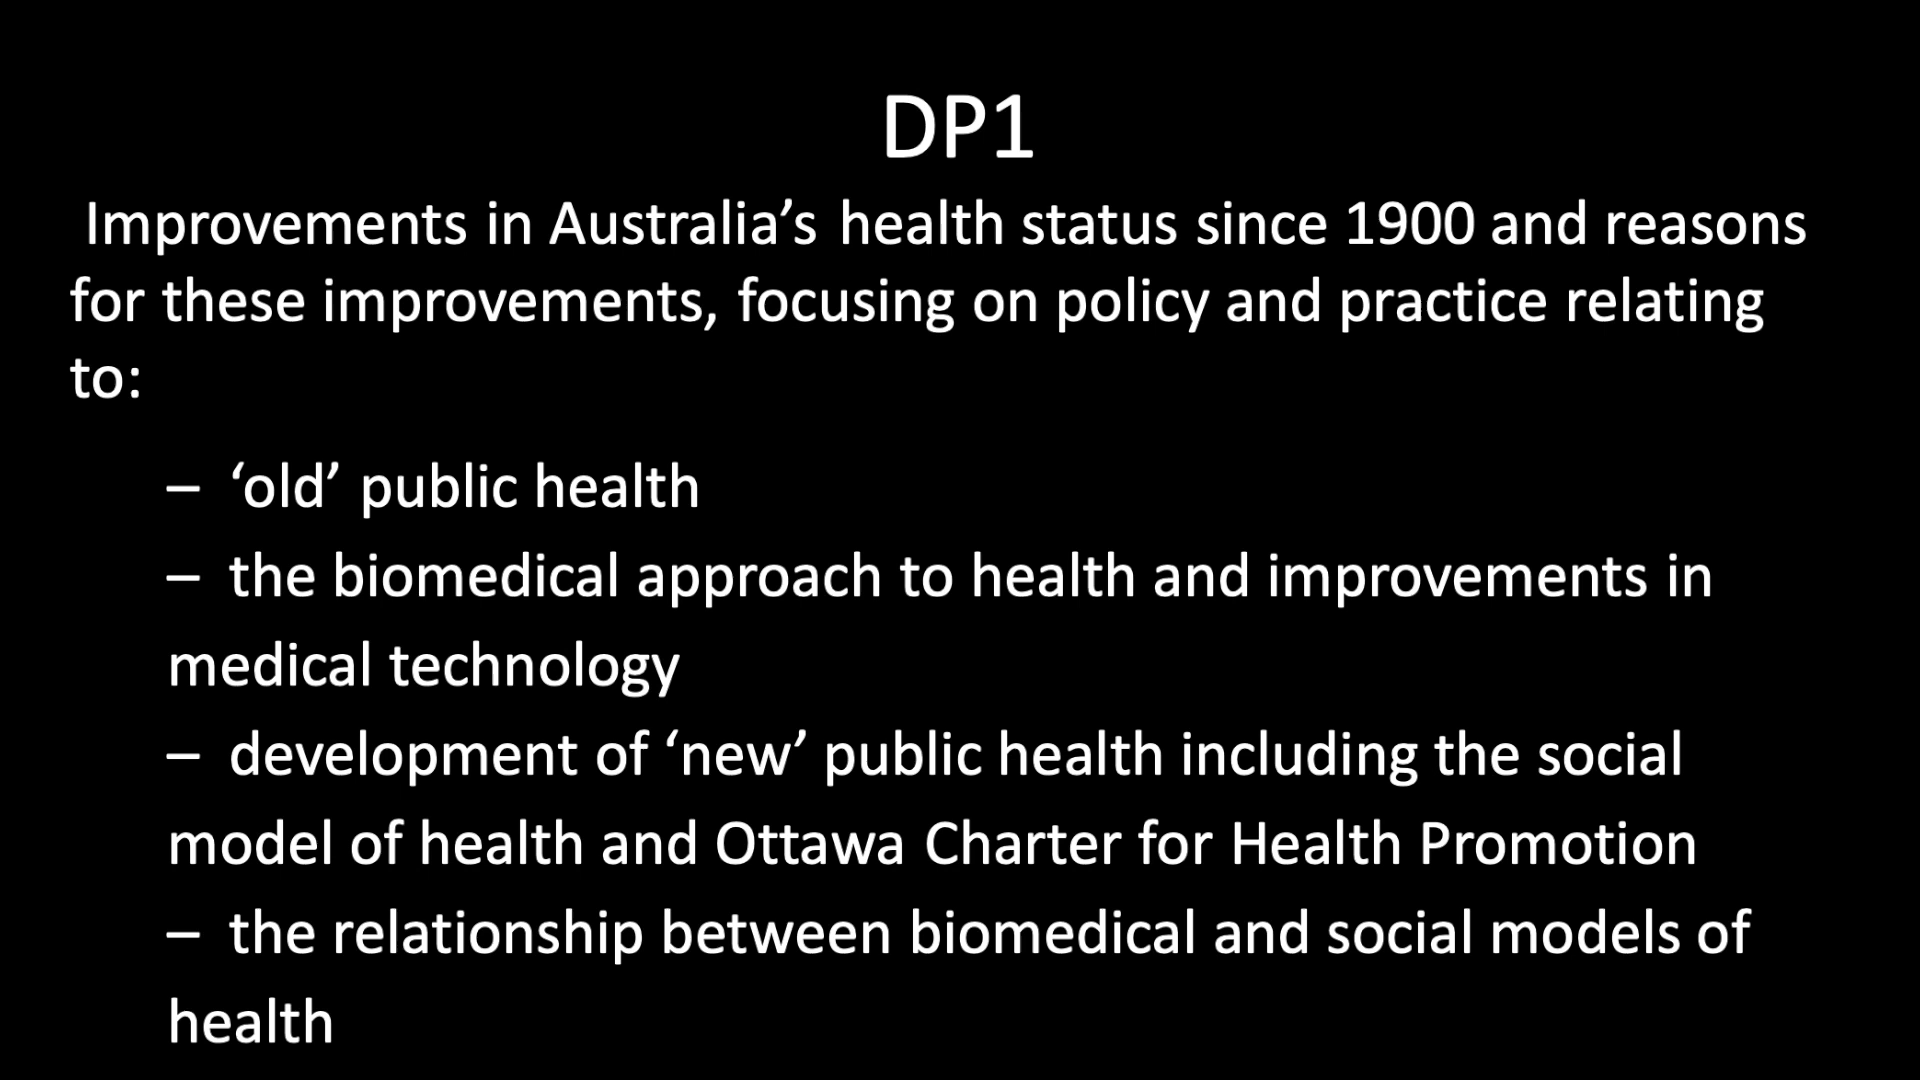 DP1
Improvements in Australia’s health status since 1900 and reasons
for these improvements, focusing on policy and practice relating
to:
– ‘old’ public health
– the biomedical approach to health and improvements in
medical technology
– development of ‘new’ public health including the social
model of health and Ottawa Charter for Health Promotion
– the relationship between biomedical and social models of
health